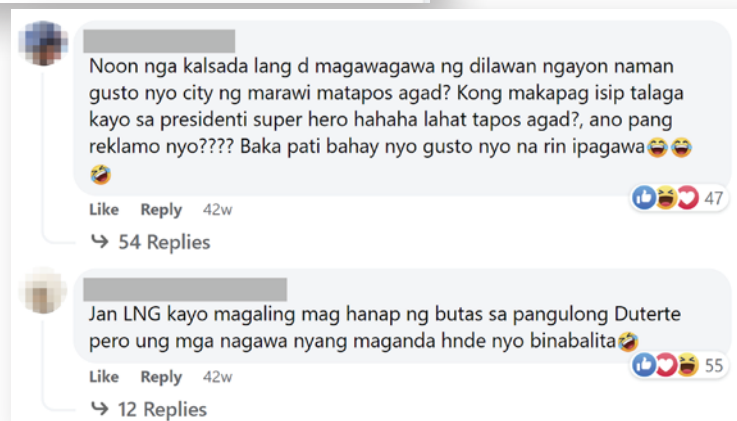 Noon nga kalsada lang d magawagawa ng dilawan ngayon naman
gusto nyo city ng marawi matapos agad? Kong makapag isip talaga
kayo sa presidenti super hero hahaha lahat tapos agad?, ano pang
reklamo nyo???? Baka pati bahay nyo gusto nyo na rin ipagawa😂😂
🤣
47
Like Reply 42w
54 Replies
Jan LNG kayo magaling mag hanap ng butas sa pangulong Duterte
pero ung mga nagawa nyang maganda hnde nyo binabalita🤣
55
Like Reply 42w
12 Replies